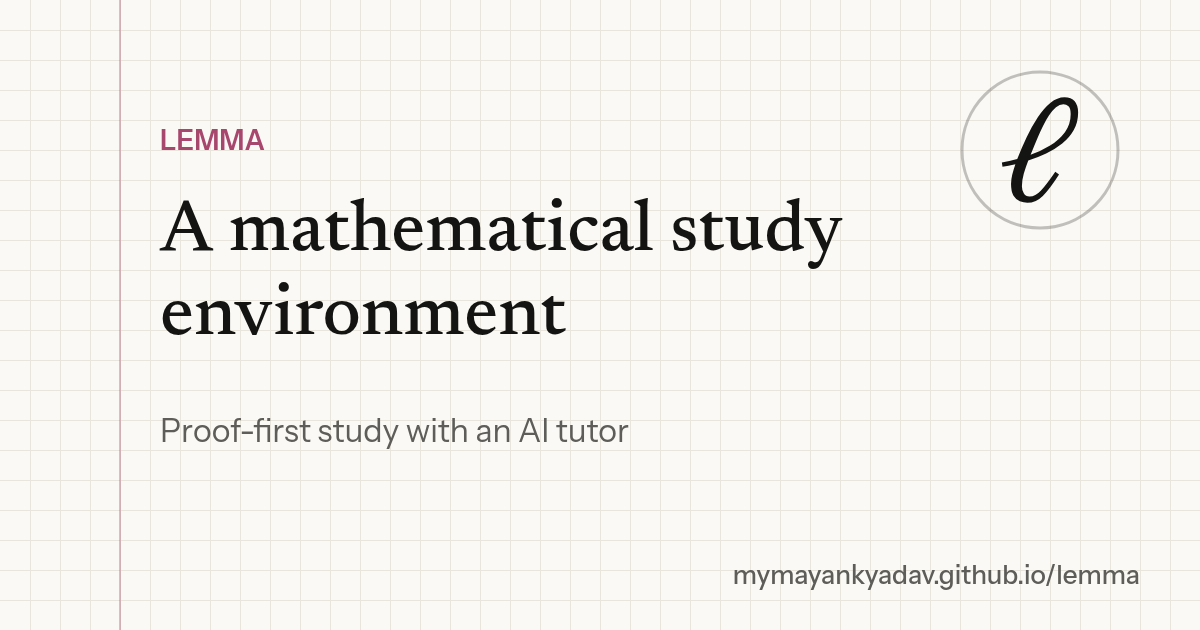 LEMMA
ℓ
A mathematical study
environment
Proof-first study with an AI tutor
mymayankyadav.github.io/lemma